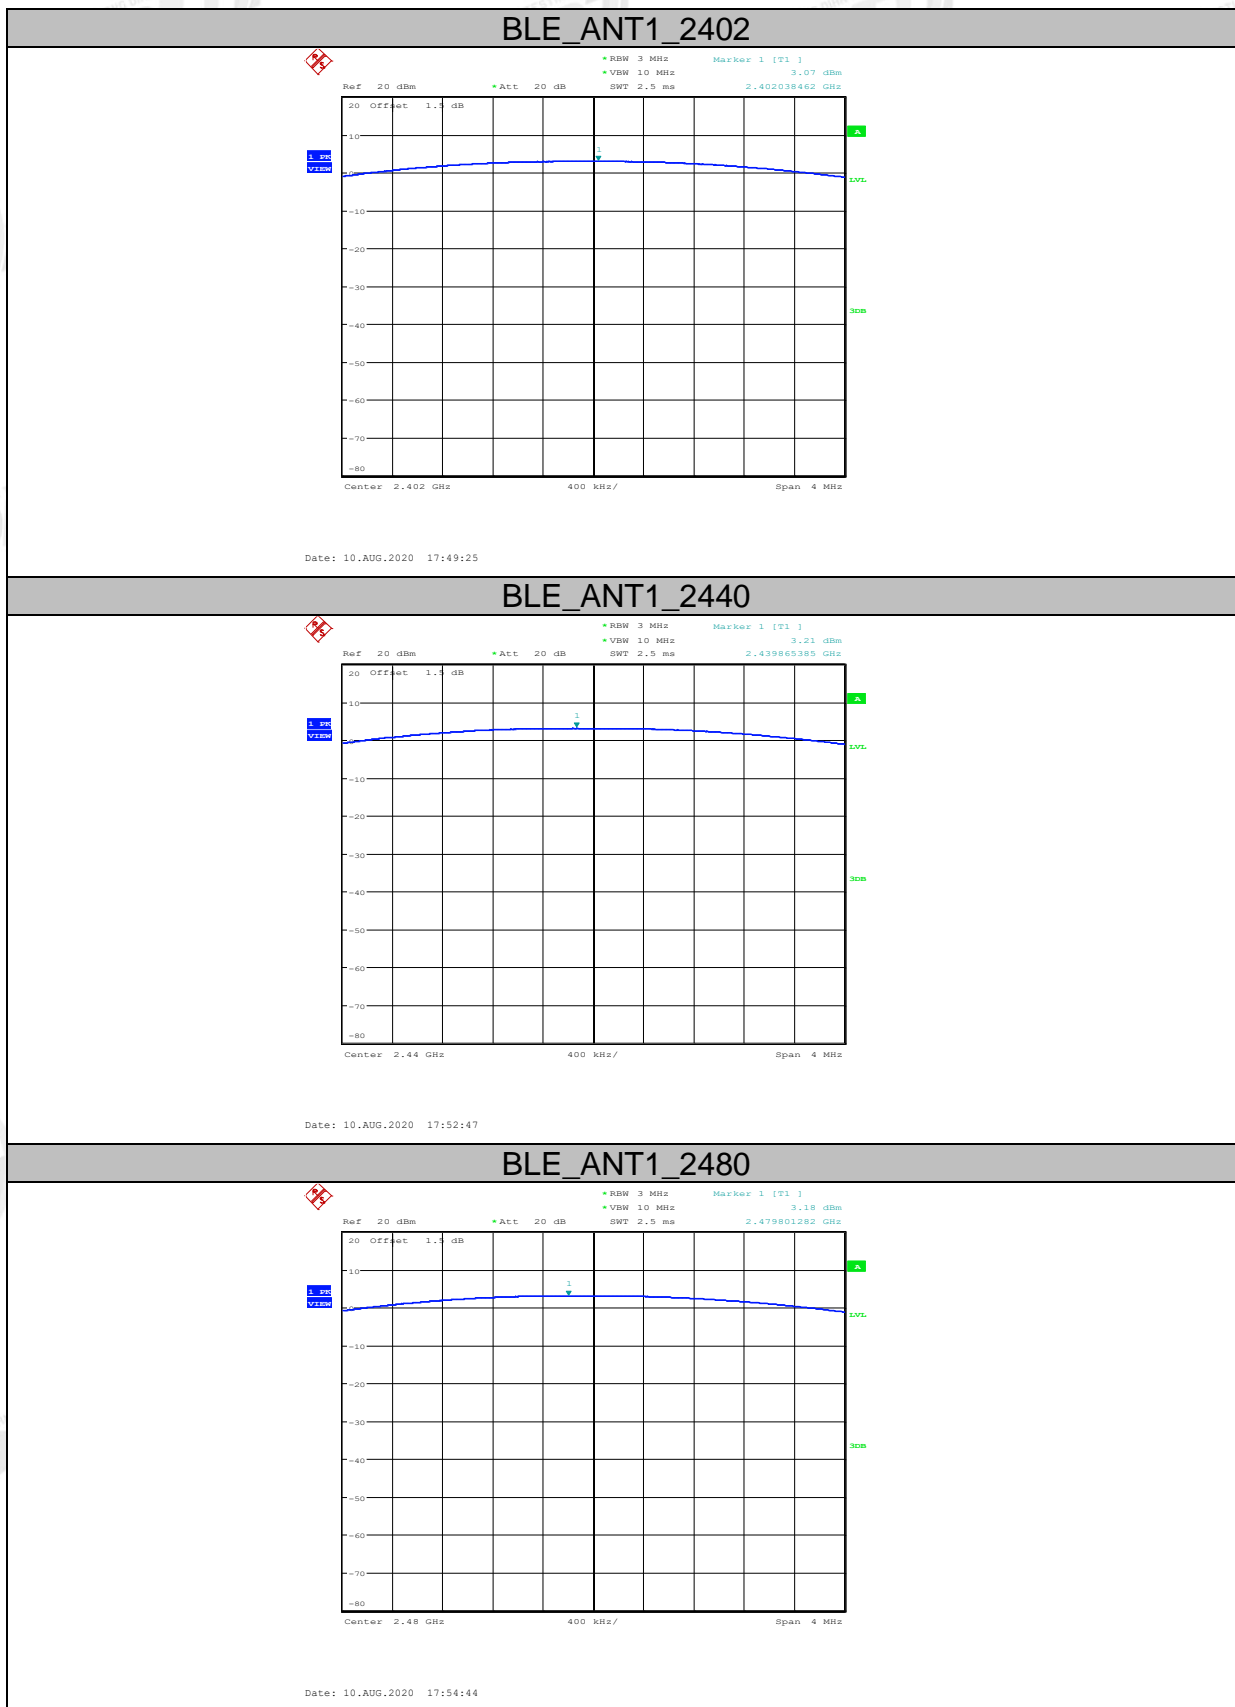 BLE_ANT1_2402
*RBW 3 MHz Marker 1 [T1 ]
*VBW 10 MHz 3.07 dBm
Ref 20 dBm *Att 20 dB SWT 2.5 ms 2.402038462 GHz
20 Offset 1.5 dB
A
10
1
1 PK
VIEW
0
LVL
-10
-20
-30
3DB
-40
-50
-60
-70
-80
Center 2.402 GHz 400 kHz/ Span 4 MHz
Date: 10.AUG.2020 17:49:25
BLE_ANT1_2440
*RBW 3 MHz Marker 1 [T1 ]
*VBW 10 MHz 3.21 dBm
Ref 20 dBm *Att 20 dB SWT 2.5 ms 2.439865385 GHz
20 Offset 1.5 dB
A
10
1
1 PK
VIEW
0
LVL
-10
-20
-30
3DB
-40
-50
-60
-70
-80
Center 2.44 GHz 400 kHz/ Span 4 MHz
Date: 10.AUG.2020 17:52:47
BLE_ANT1_2480
*RBW 3 MHz Marker 1 [T1 ]
*VBW 10 MHz 3.18 dBm
Ref 20 dBm *Att 20 dB SWT 2.5 ms 2.479801282 GHz
20 Offset 1.5 dB
A
10
1
1 PK
VIEW
0
LVL
-10
-20
-30
3DB
-40
-50
-60
-70
-80
Center 2.48 GHz 400 kHz/ Span 4 MHz
Date: 10.AUG.2020 17:54:44